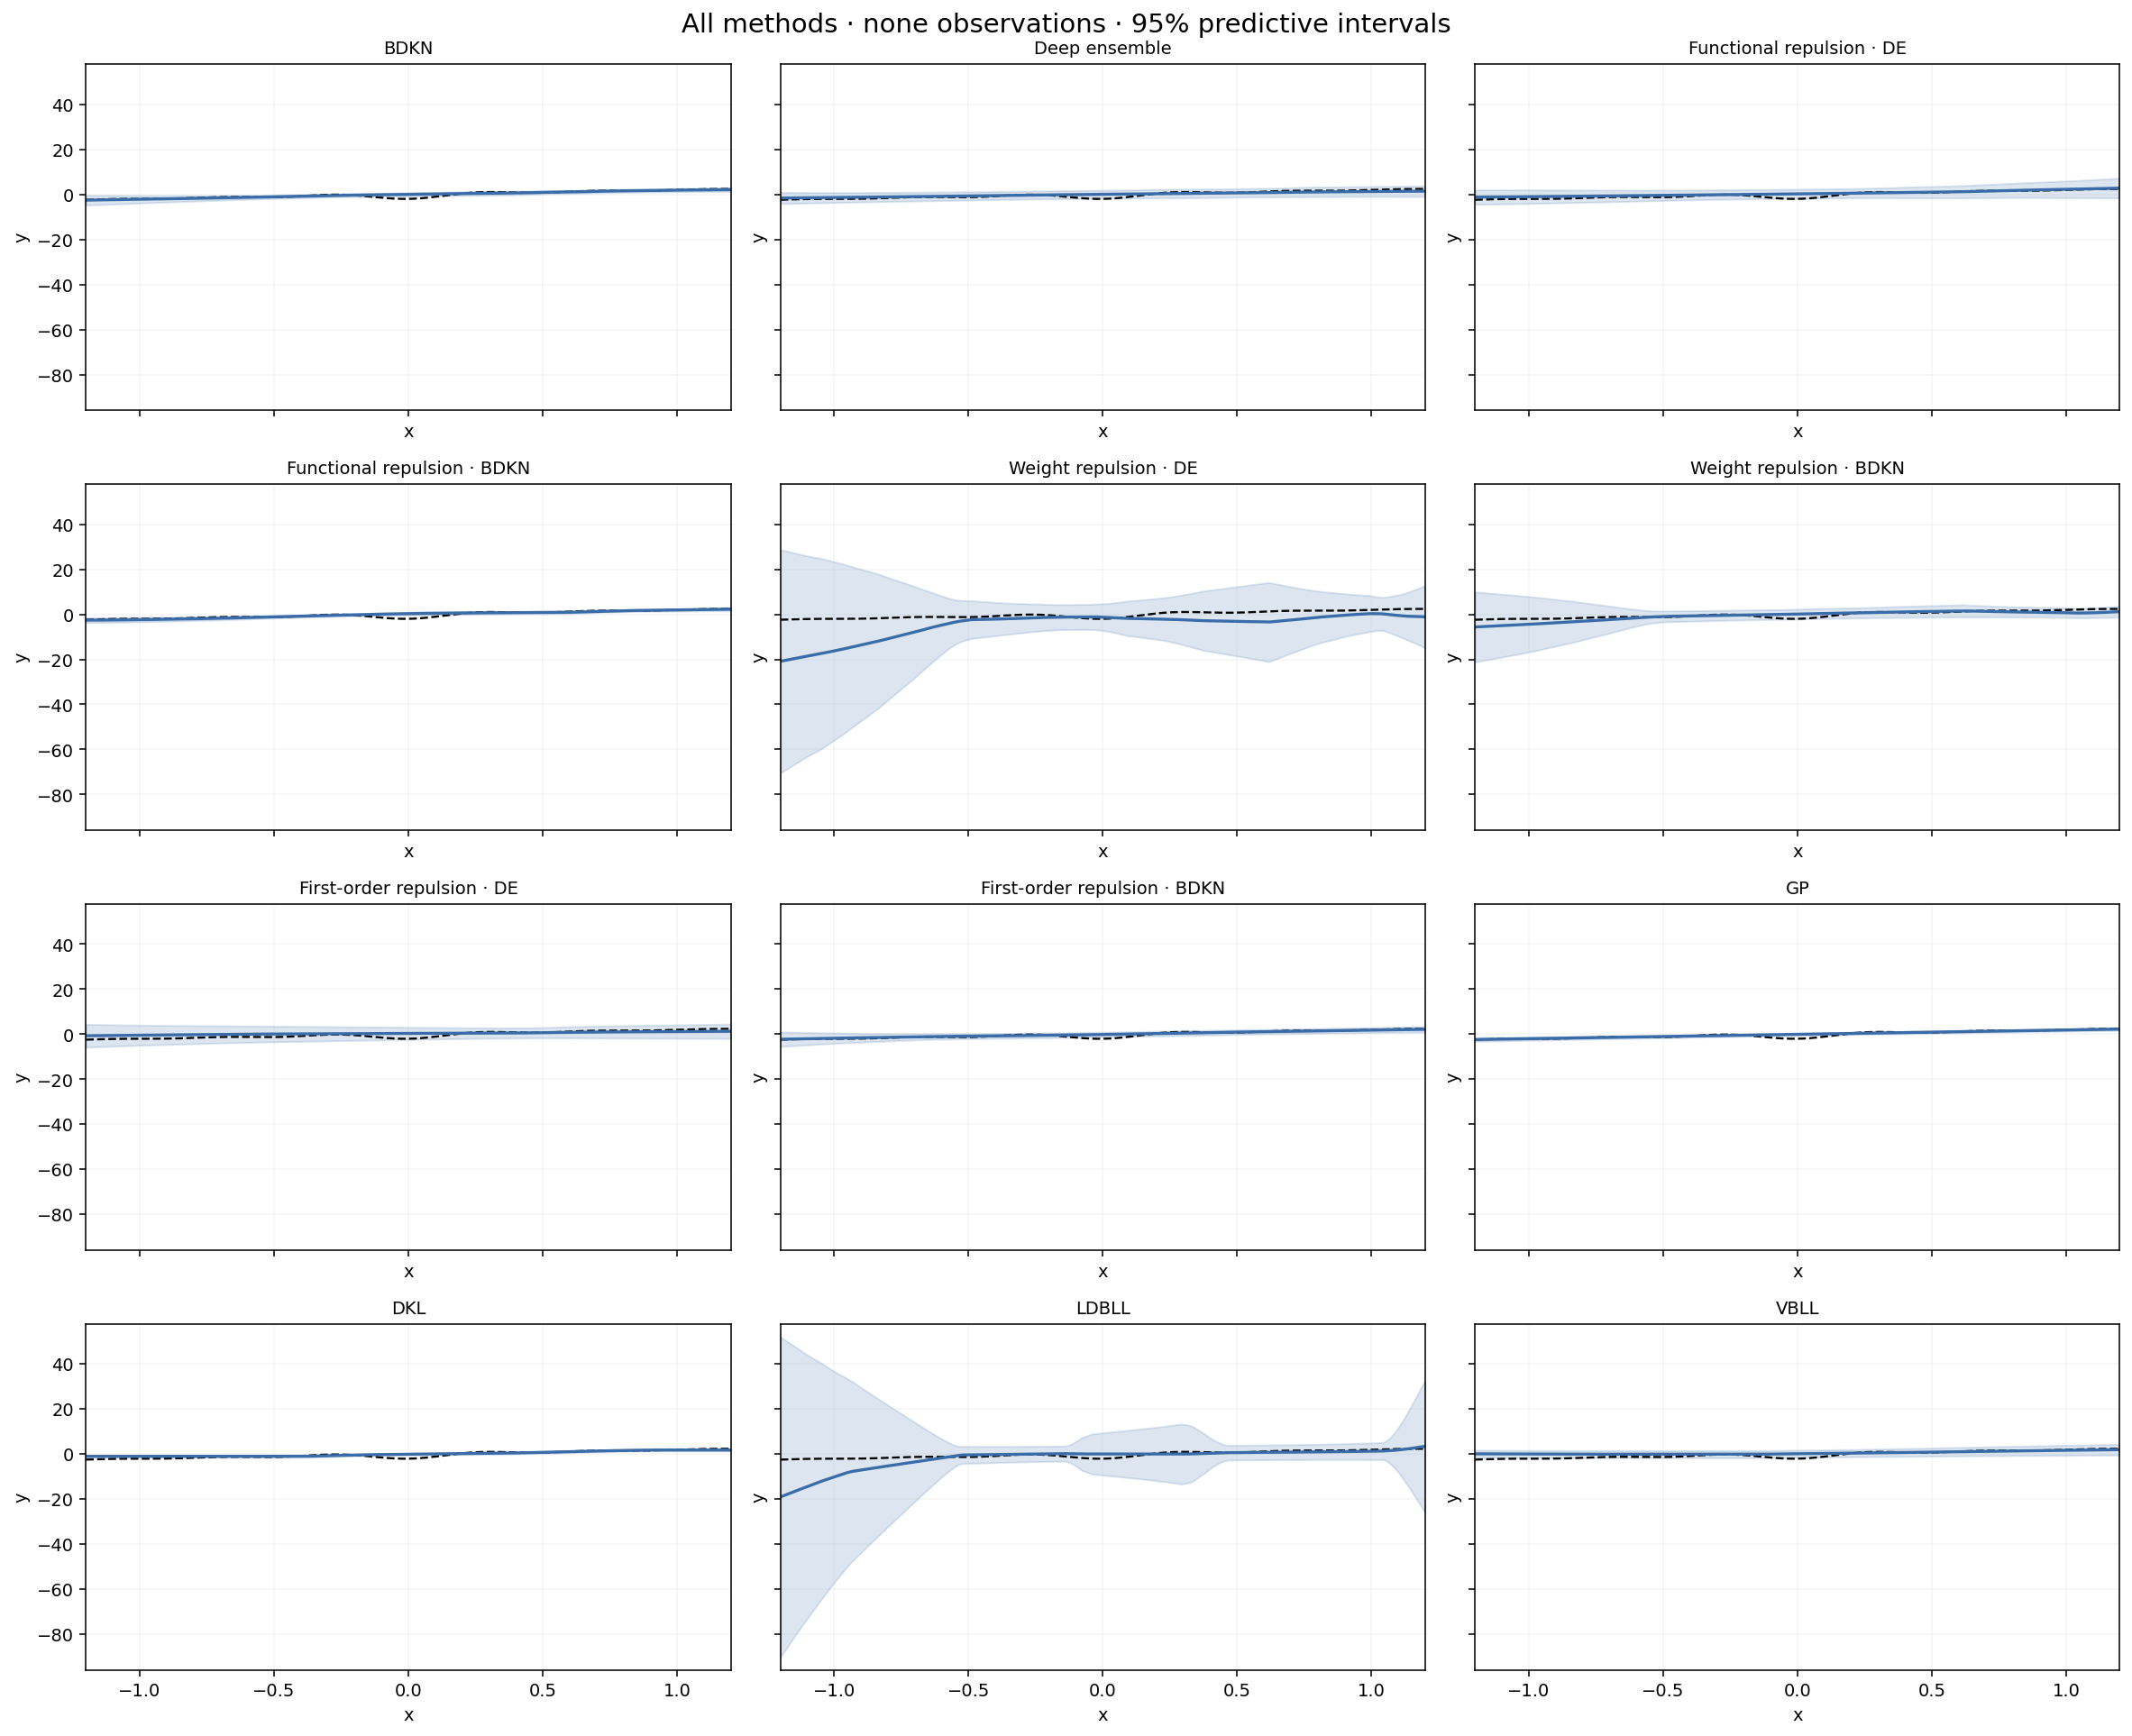 All methods · none observations · 95% predictive intervals
BDKN
Deep ensemble
Functional repulsion · DE
40
20
0
−20
−40
−60
−80
y
y
y
x
x
x
Functional repulsion · BDKN
Weight repulsion · DE
Weight repulsion · BDKN
40
20
0
−20
−40
−60
−80
y
y
y
x
x
x
First-order repulsion · DE
First-order repulsion · BDKN
GP
40
20
0
−20
−40
−60
−80
y
y
y
x
x
x
DKL
LDBLL
VBLL
40
20
0
−20
−40
−60
−80
y
y
y
−1.0 −0.5 0.0 0.5 1.0
−1.0 −0.5 0.0 0.5 1.0
−1.0 −0.5 0.0 0.5 1.0
x
x
x